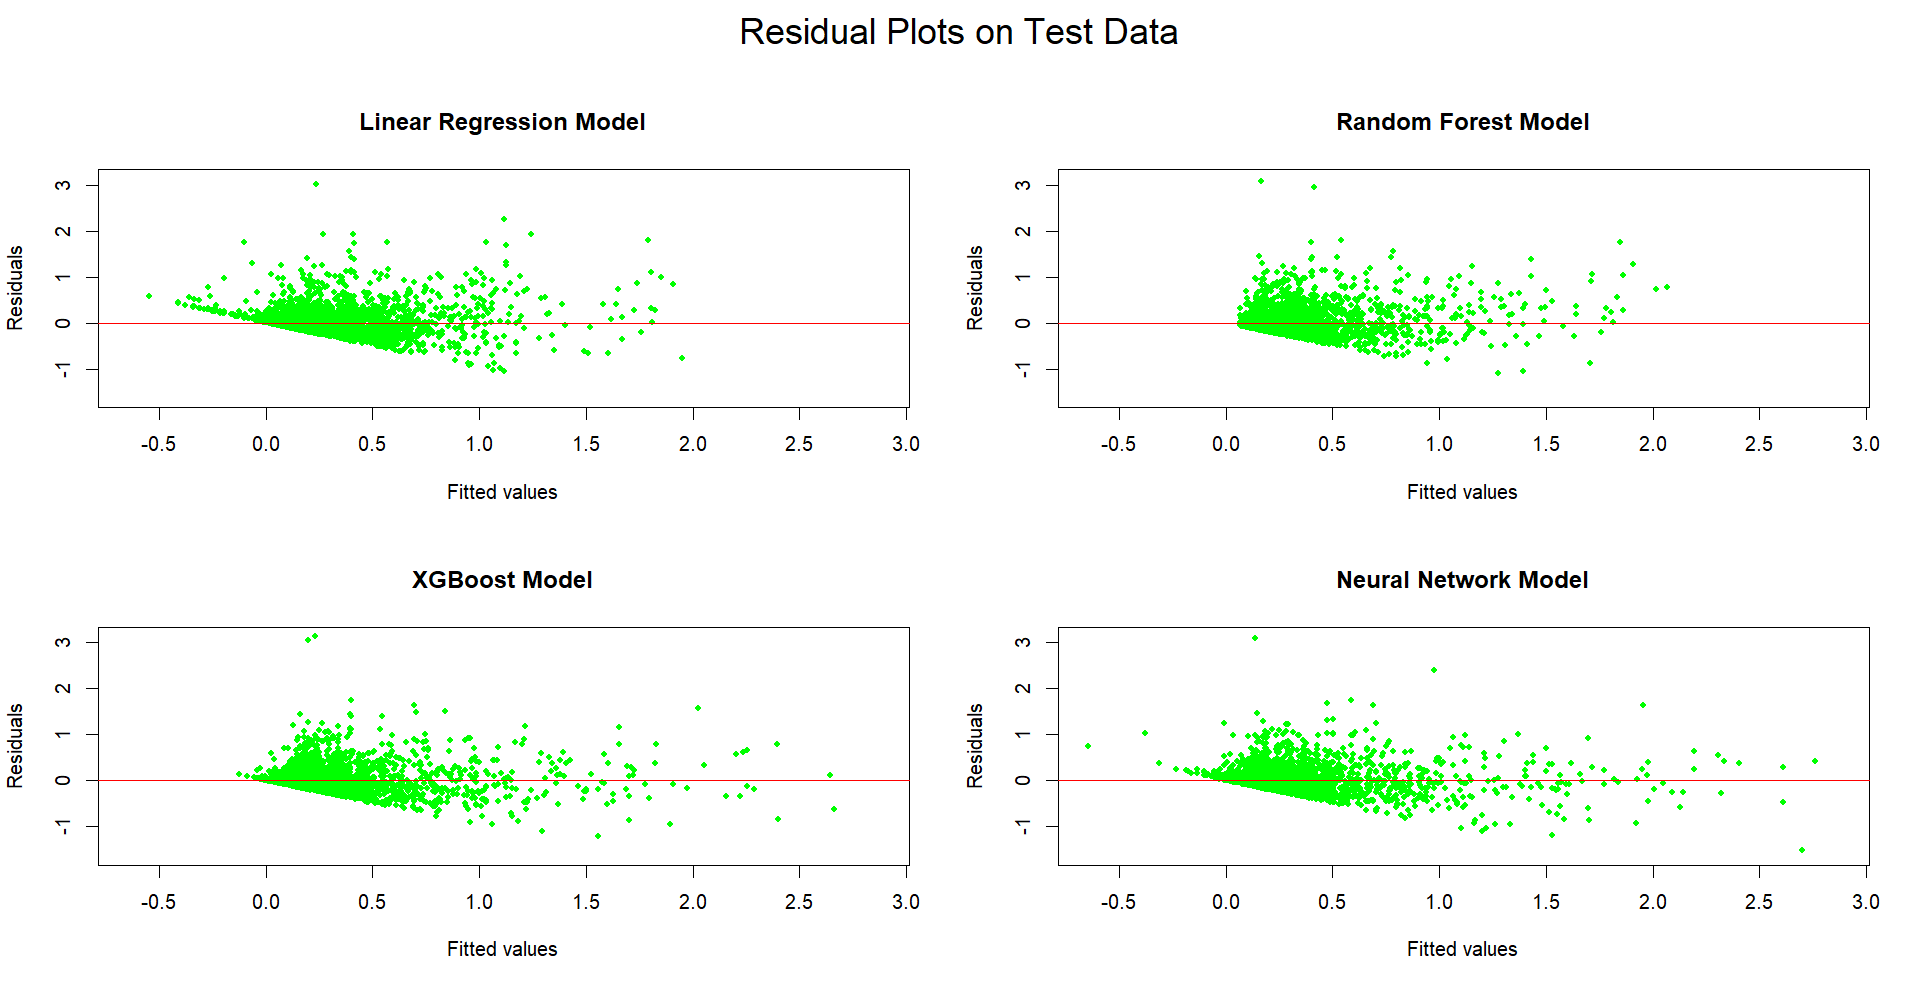 Residual Plots on Test Data
Linear Regression Model
Residuals
3
2
1
0
-1
-0.5 0.0 0.5 1.0 1.5 2.0 2.5 3.0
Fitted values
Random Forest Model
Residuals
3
2
1
0
-1
-0.5 0.0 0.5 1.0 1.5 2.0 2.5 3.0
Fitted values
XGBoost Model
Residuals
3
2
1
0
-1
-0.5 0.0 0.5 1.0 1.5 2.0 2.5 3.0
Fitted values
Neural Network Model
Residuals
3
2
1
0
-1
-0.5 0.0 0.5 1.0 1.5 2.0 2.5 3.0
Fitted values